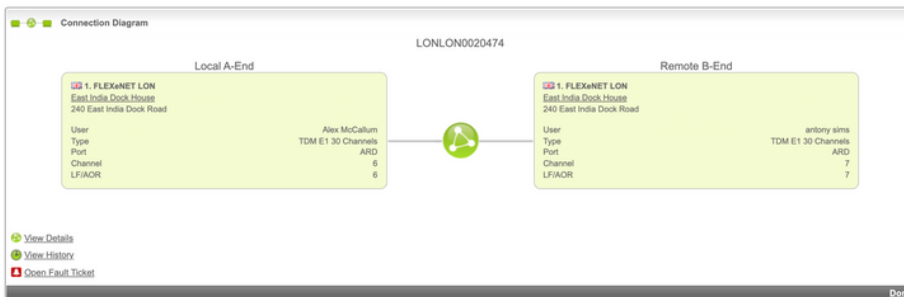 Connection Diagram
LONLON0020474
Local A-End
1. FLEXeNET LON
East India Dock House
240 East India Dock Road
User Alex McCallum
Type TDM E1 30 Channels
Port ARD
Channel 6
LF/AOR 6
Remote B-End
1. FLEXeNET LON
East India Dock House
240 East India Dock Road
User antony sims
Type TDM E1 30 Channels
Port ARD
Channel 7
LF/AOR 7
View Details
View History
Open Fault Ticket